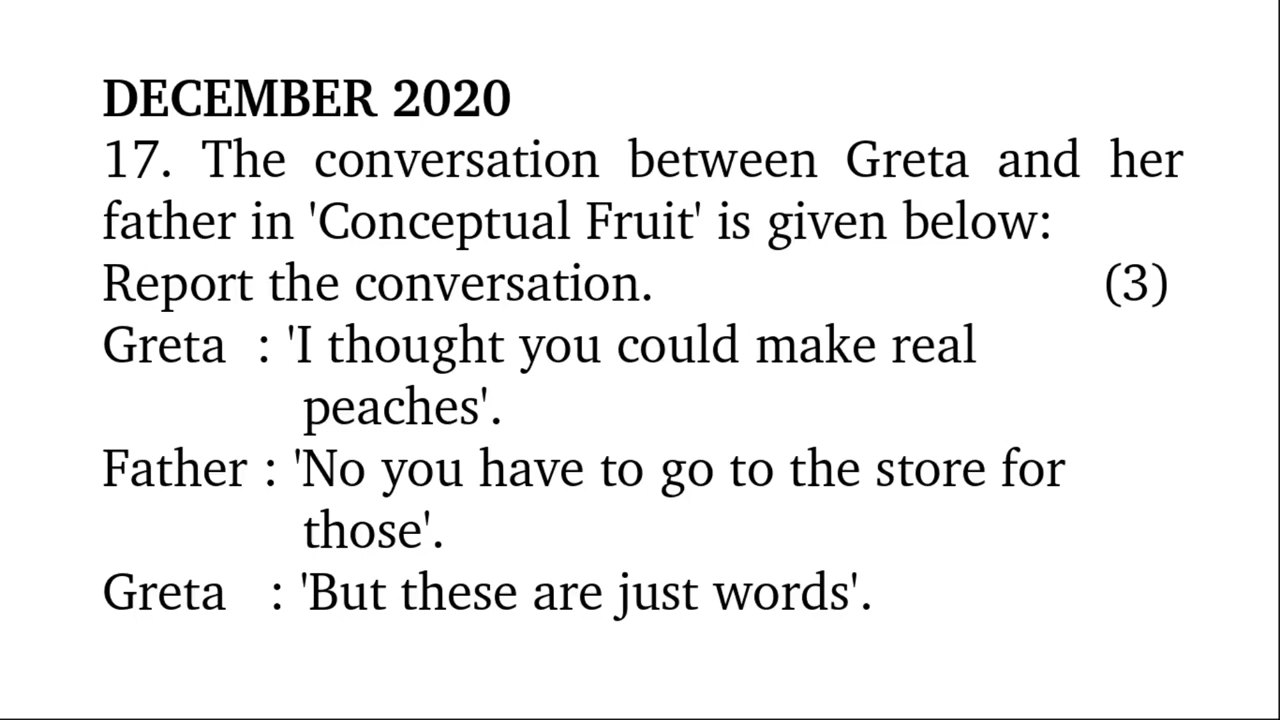 DECEMBER 2020
17. The conversation between Greta and her
father in 'Conceptual Fruit' is given below:
Report the conversation. (3)
Greta : 'I thought you could make real
peaches'.
Father : 'No you have to go to the store for
those'.
Greta : 'But these are just words'.